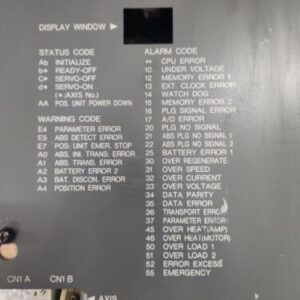 DISPLAY WINDOW
STATUS CODE
Ab INITIALIZE
b* READY-OFF
C* SERVO-OFF
d* SERVO-ON
(*:AXIS No.)
AA POS. UNIT POWER DOWN
WARNING CODE
E4 PARAMETER ERROR
E5 ABS DETECT ERROR
E7 POS. UNIT EMER. STOP
A0 ABS. INI. TRANS. ERROR
A1 ABS. TRANS. ERROR
A2 BATTERY ERROR 2
A3 BAT. DISCON. ERROR
A4 POSITION ERROR
ALARM CODE
** CPU ERROR
10 UNDER VOLTAGE
12 MEMORY ERROR 1
13 EXT. CLOCK ERROR
14 WATCH DOG
15 MEMORY ERROR 2
16 PLG SIGNAL ERROR
17 A/D ERROR
20 PLG NO SIGNAL
21 ABS PLG NO SIGNAL 1
22 ABS PLG NO SIGNAL 2
25 BATTERY ERROR 1
30 OVER REGENERATE
31 OVER SPEED
32 OVER CURRENT
33 OVER VOLTAGE
34 DATA PARITY
35 DATA ERROR
36 TRANSPORT ERROR
37 PARAMETER ERROR
45 OVER HEAT(AMP)
46 OVER HEAT(MOTOR)
50 OVER LOAD 1
51 OVER LOAD 2
52 ERROR EXCESS
55 EMERGENCY
CN1 A CN1 B
AXIS